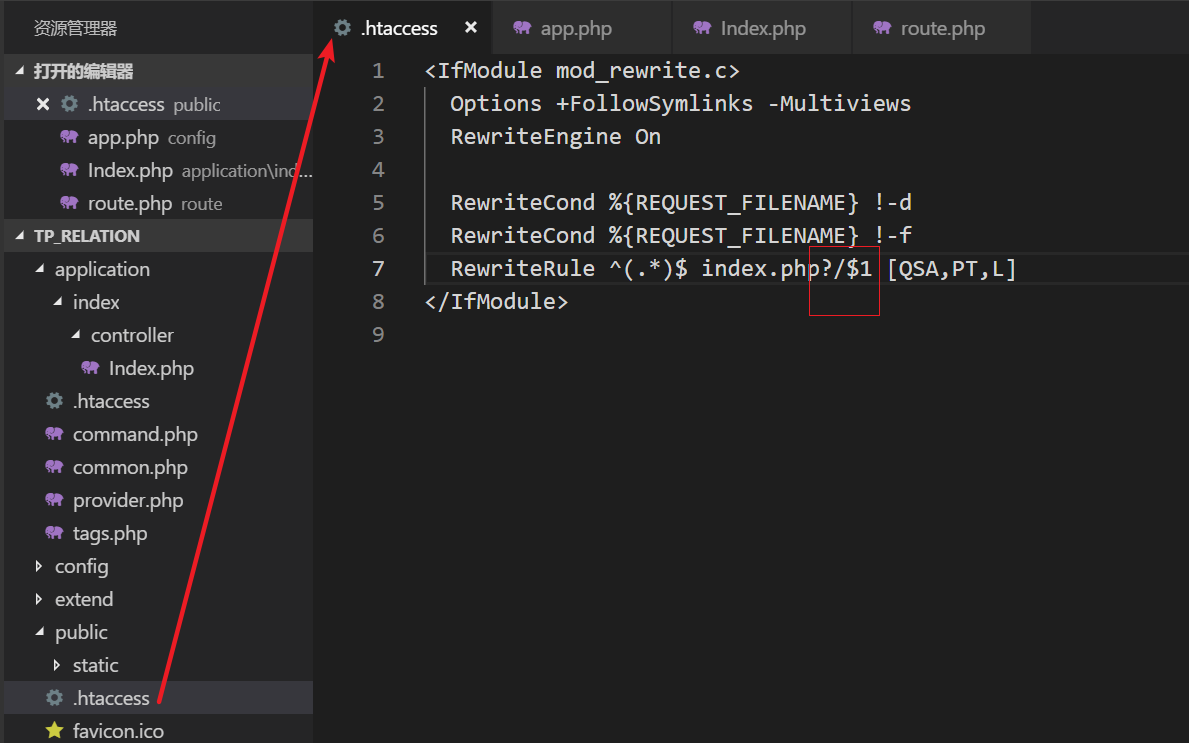 资源管理器
打开的编辑器
.htaccess public
app.php config
Index.php application\ind...
route.php route
TP_RELATION
application
index
controller
Index.php
.htaccess
command.php
common.php
provider.php
tags.php
config
extend
public
static
.htaccess
favicon.ico
.htaccess app.php Index.php route.php
1 <IfModule mod_rewrite.c>
2 Options +FollowSymlinks -Multiviews
3 RewriteEngine On
4
5 RewriteCond %{REQUEST_FILENAME} !-d
6 RewriteCond %{REQUEST_FILENAME} !-f
7 RewriteRule ^(.*)$ index.php?/$1 [QSA,PT,L]
8 </IfModule>
9